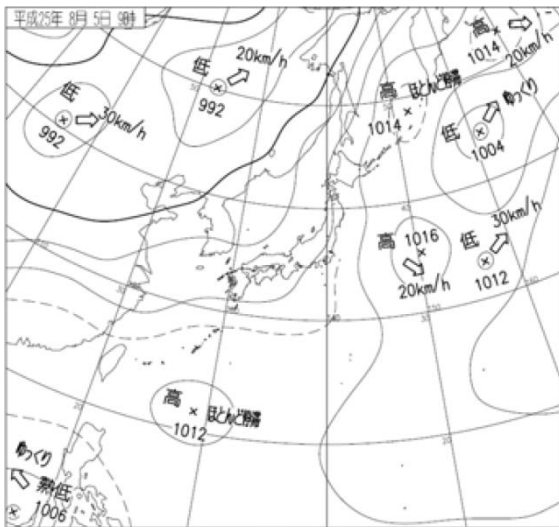 平成25年 8月 5日 9時
高
1014
20km/h
低
992
20km/h
高 ほとんど停滞
1014
低
992
30km/h
低 ゆっくり
1004
高 1016
20km/h
低 30km/h
1012
高 ほとんど停滞
1012
ゆっくり
熱低
1006